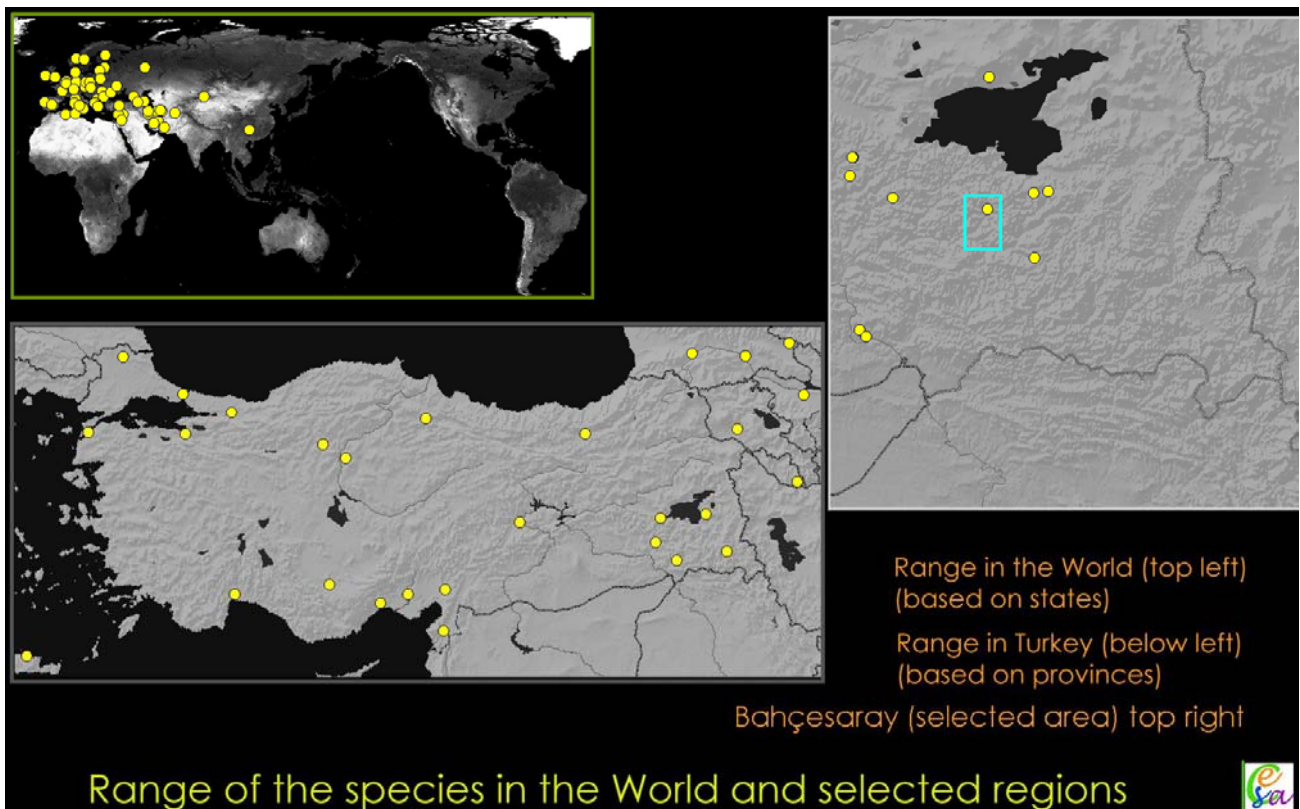 Range in the World (top left)
(based on states)
Range in Turkey (below left)
(based on provinces)
Bahçesaray (selected area) top right
Range of the species in the World and selected regions
esa